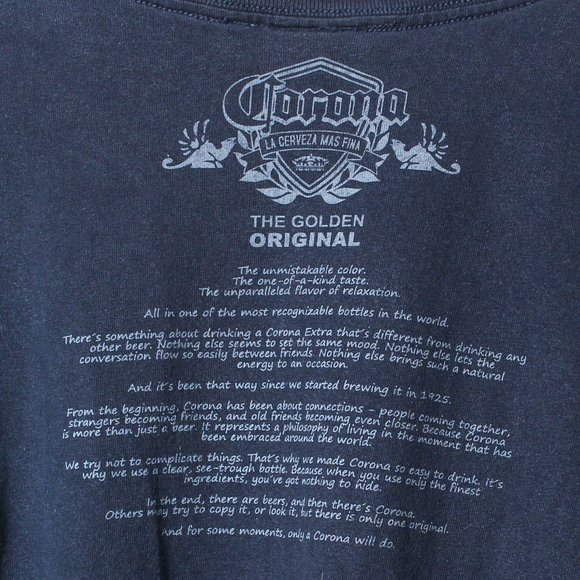 Corona
LA CERVEZA MAS FINA
THE GOLDEN
ORIGINAL
The unmistakable color.
The one-of-a-kind taste.
The unparalleled flavor of relaxation.
All in one of the most recognizable bottles in the world.
There's something about drinking a Corona Extra that's different from drinking any
other beer. Nothing else seems to set the same mood. Nothing else lets the
conversation flow so easily between friends. Nothing else brings such a natural
energy to an occasion.
And it's been that way since we started brewing it in 1925.
From the beginning, Corona has been about connections - people coming together,
strangers becoming friends, and old friends becoming even closer. Because Corona
is more than just a beer. It represents a philosophy of living in the moment that has
been embraced around the world.
We try not to complicate things. That's why we made Corona so easy to drink. It's
why we use a clear, see-trough bottle. Because when you use only the finest
ingredients, you've got nothing to hide.
In the end, there are beers, and then there's Corona.
Others may try to copy it, or look it, but there is only one original.
And for some moments, only a Corona will do.